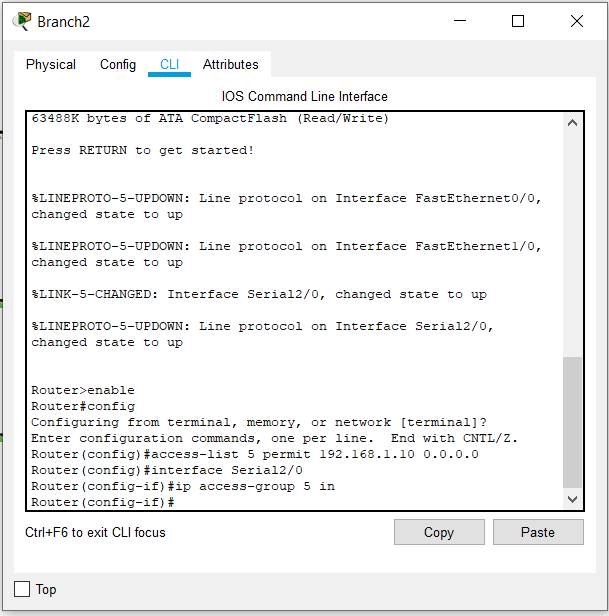 Branch2
Physical Config CLI Attributes
IOS Command Line Interface
63488K bytes of ATA CompactFlash (Read/Write)
Press RETURN to get started!
%LINEPROTO-5-UPDOWN: Line protocol on Interface FastEthernet0/0,
changed state to up
%LINEPROTO-5-UPDOWN: Line protocol on Interface FastEthernet1/0,
changed state to up
%LINK-5-CHANGED: Interface Serial2/0, changed state to up
%LINEPROTO-5-UPDOWN: Line protocol on Interface Serial2/0,
changed state to up
Router>enable
Router#config
Configuring from terminal, memory, or network [terminal]?
Enter configuration commands, one per line.  End with CNTL/Z.
Router(config)#access-list 5 permit 192.168.1.10 0.0.0.0
Router(config)#interface Serial2/0
Router(config-if)#ip access-group 5 in
Router(config-if)#
Ctrl+F6 to exit CLI focus Copy Paste
Top